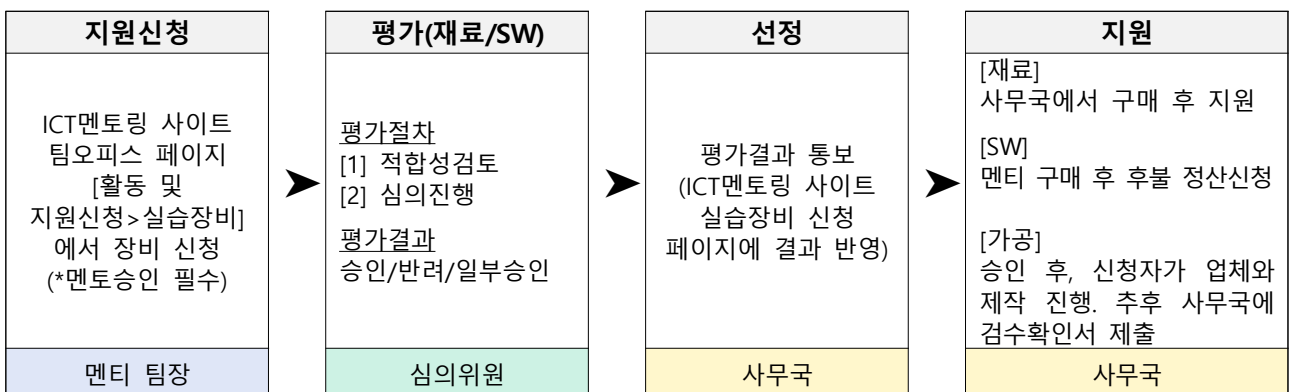 지원신청
ICT멘토링 사이트
팀오피스 페이지
[활동 및
지원신청>실습장비]
에서 장비 신청
(*멘토승인 필수)
멘티 팀장
평가(재료/SW)
평가절차
[1] 적합성검토
[2] 심의진행
평가결과
승인/반려/일부승인
심의위원
선정
평가결과 통보
(ICT멘토링 사이트
실습장비 신청
페이지에 결과 반영)
사무국
지원
[재료]
사무국에서 구매 후 지원
[SW]
멘티 구매 후 후불 정산신청
[가공]
승인 후, 신청자가 업체와
제작 진행. 추후 사무국에
검수확인서 제출
사무국